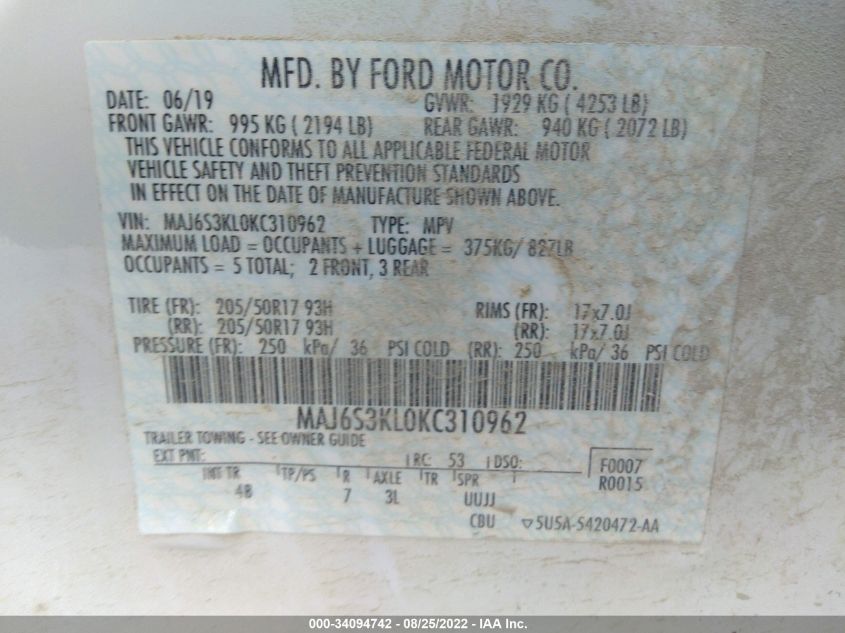 MFD. BY FORD MOTOR CO.
DATE: 06/19 GVWR: 1929 KG ( 4253 LB)
FRONT GAWR: 995 KG ( 2194 LB) REAR GAWR: 940 KG ( 2072 LB)
THIS VEHICLE CONFORMS TO ALL APPLICABLE FEDERAL MOTOR
VEHICLE SAFETY AND THEFT PREVENTION STANDARDS
IN EFFECT ON THE DATE OF MANUFACTURE SHOWN ABOVE.
VIN: MAJ6S3KL0KC310962 TYPE: MPV
MAXIMUM LOAD = OCCUPANTS + LUGGAGE = 375KG/ 827LB
OCCUPANTS = 5 TOTAL; 2 FRONT, 3 REAR
TIRE (FR): 205/50R17 93H RIMS (FR): 17x7.0J
(RR): 205/50R17 93H (RR): 17x7.0J
PRESSURE (FR): 250 kPa/ 36 PSI COLD (RR): 250 kPa/ 36 PSI COLD
MAJ6S3KL0KC310962
TRAILER TOWING - SEE OWNER GUIDE
EXT PNT: RC: 53 DSO: F0007
R0015
INT TR TP/PS R AXLE TR SPR
4B 7 3L UUJJ
CBU ▽5U5A-5420472-AA
000-34094742 - 08/25/2022 - IAA Inc.